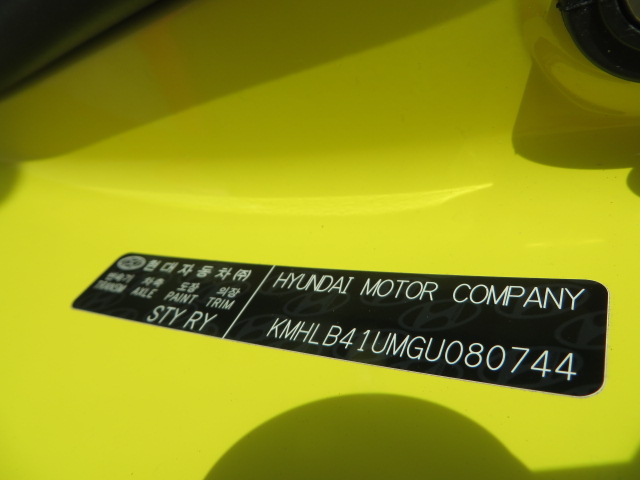 현대자동차㈜
변속기 차축 도장 의장
TRANSM AXLE PAINT TRIM
STY RY
HYUNDAI MOTOR COMPANY
KMHLB41UMGU080744